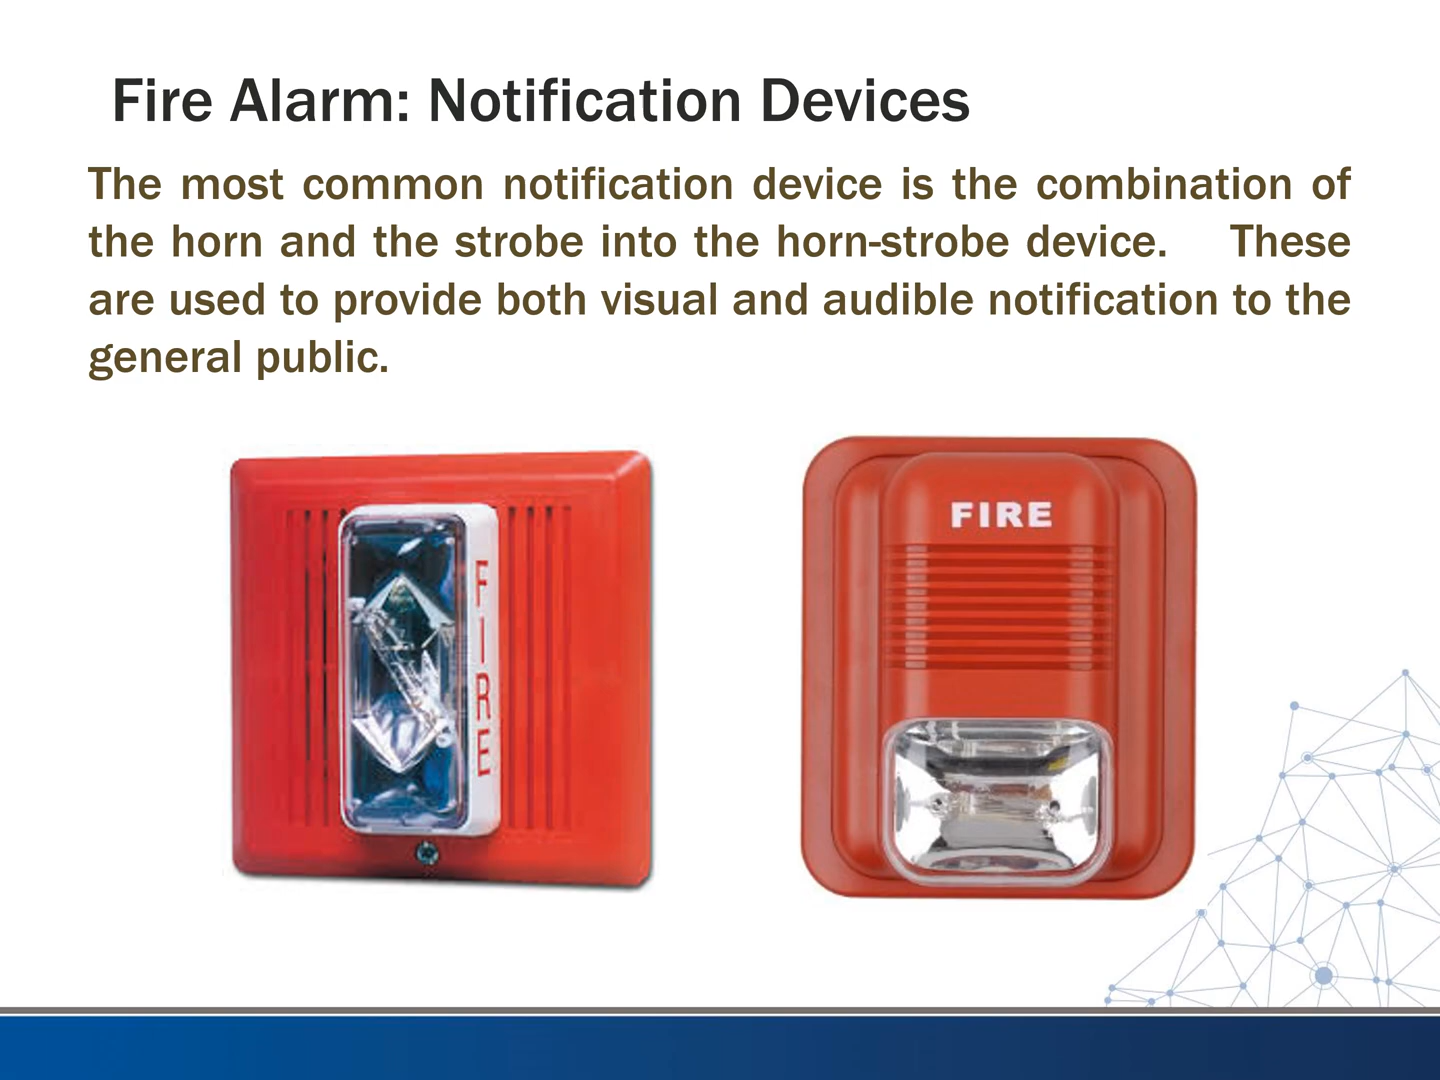 Fire Alarm: Notification Devices
The most common notification device is the combination of
the horn and the strobe into the horn-strobe device. These
are used to provide both visual and audible notification to the
general public.
FIRE
FIRE